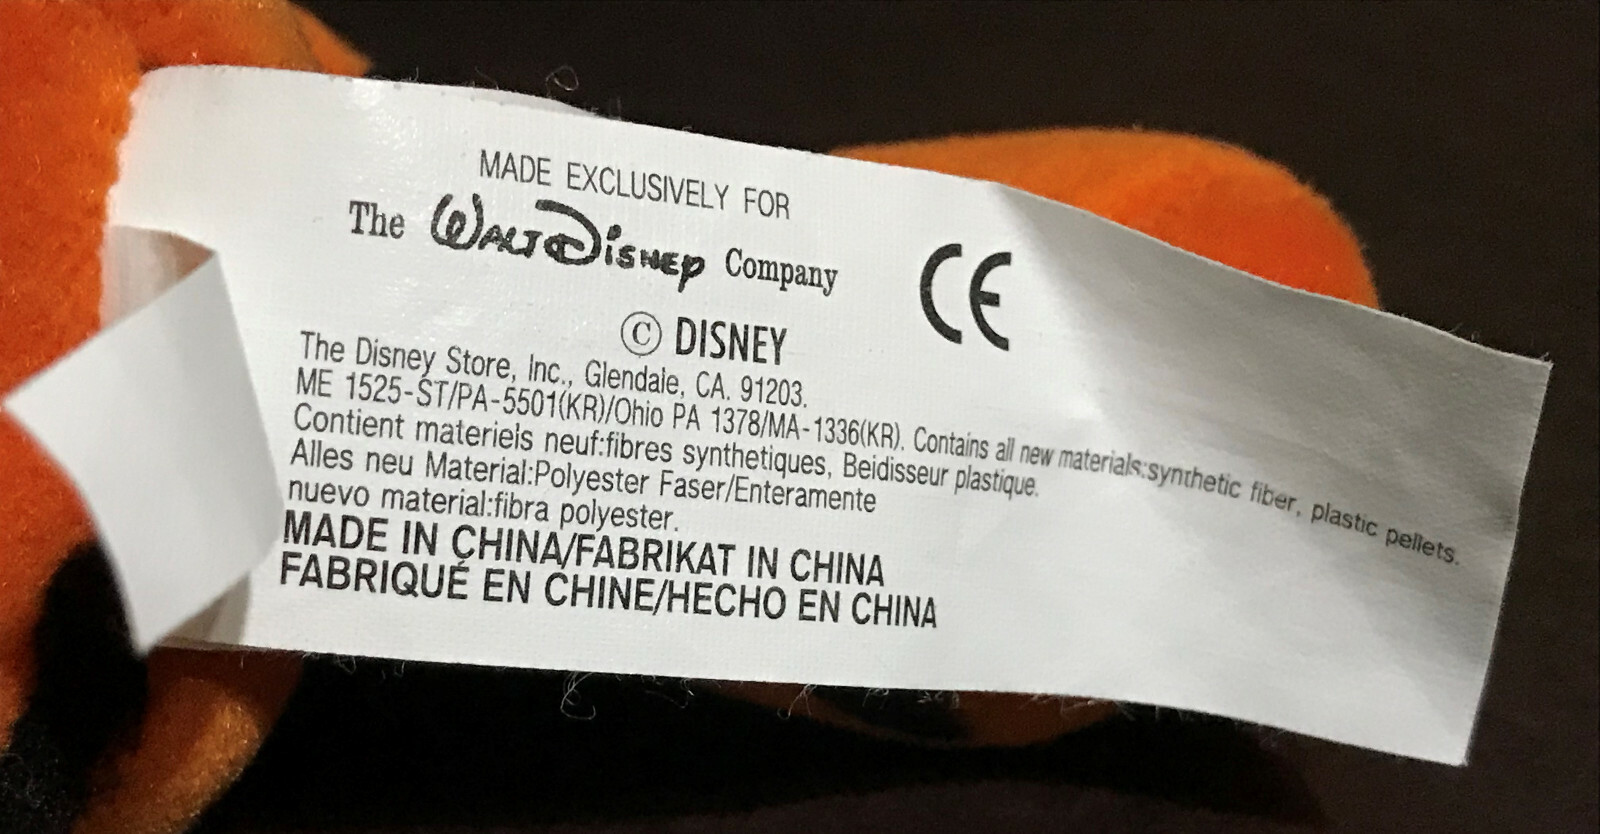 MADE EXCLUSIVELY FOR
The WALT DISNEY Company
CE
© DISNEY
The Disney Store, Inc., Glendale, CA. 91203.
ME 1525-ST/PA-5501(KR)/Ohio PA 1378/MA-1336(KR). Contains all new materials:synthetic fiber, plastic pellets.
Contient materiels neuf:fibres synthetiques, Beidisseur plastique.
Alles neu Material:Polyester Faser/Enteramente
nuevo material:fibra polyester.
MADE IN CHINA/FABRIKAT IN CHINA
FABRIQUÉ EN CHINE/HECHO EN CHINA